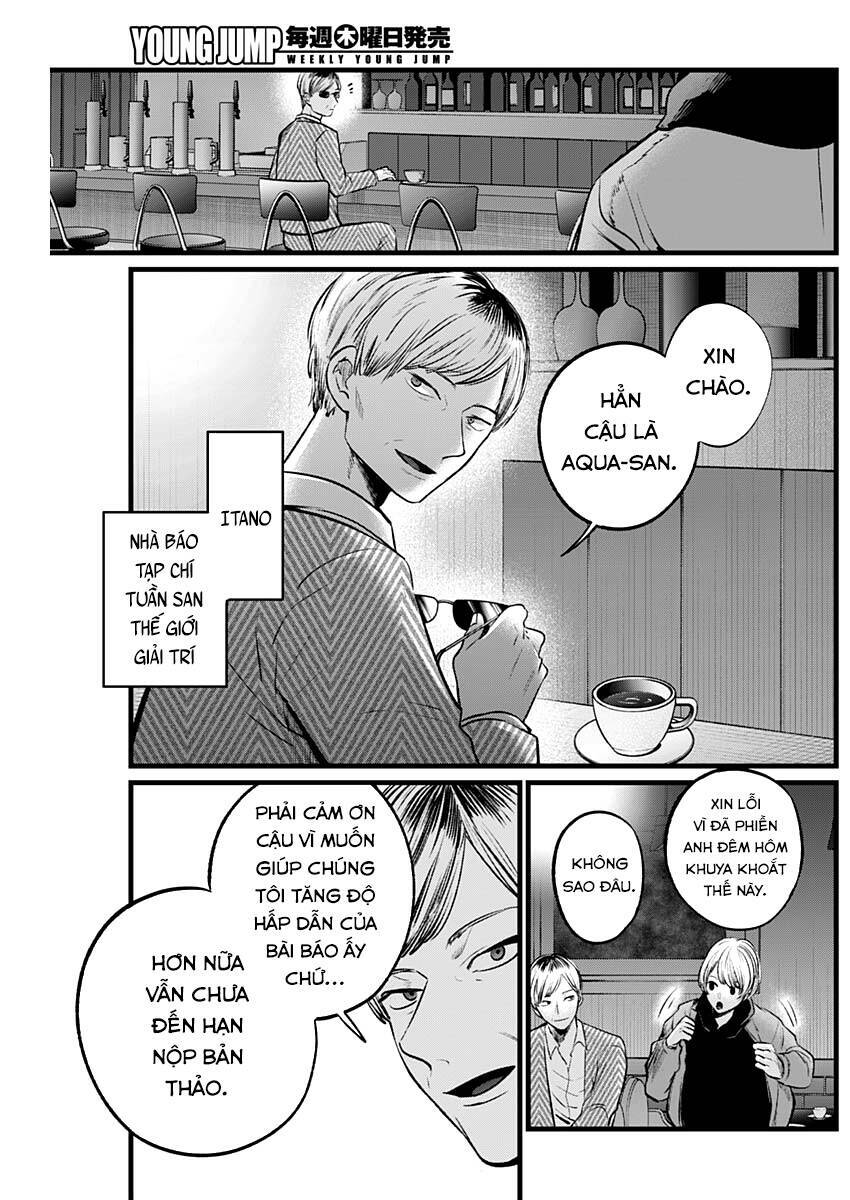 YOUNG JUMP 毎週木曜日発売
WEEKLY YOUNG JUMP
XIN
CHÀO.
HẲN
CẬU LÀ
AQUA-SAN.
ITANO
NHÀ BÁO
TẠP CHÍ
TUẦN SAN
THẾ GIỚI
GIẢI TRÍ
XIN LỖI
VÌ ĐÃ PHIỀN
ANH ĐÊM HÔM
KHUYA KHOẮT
THẾ NÀY.
KHÔNG
SAO ĐÂU.
PHẢI CẢM ƠN
CẬU VÌ MUỐN
GIÚP CHÚNG
TÔI TĂNG ĐỘ
HẤP DẪN CỦA
BÀI BÁO ẤY
CHỨ...
HƠN NỮA
VẪN CHƯA
ĐẾN HẠN
NỘP BẢN
THẢO.